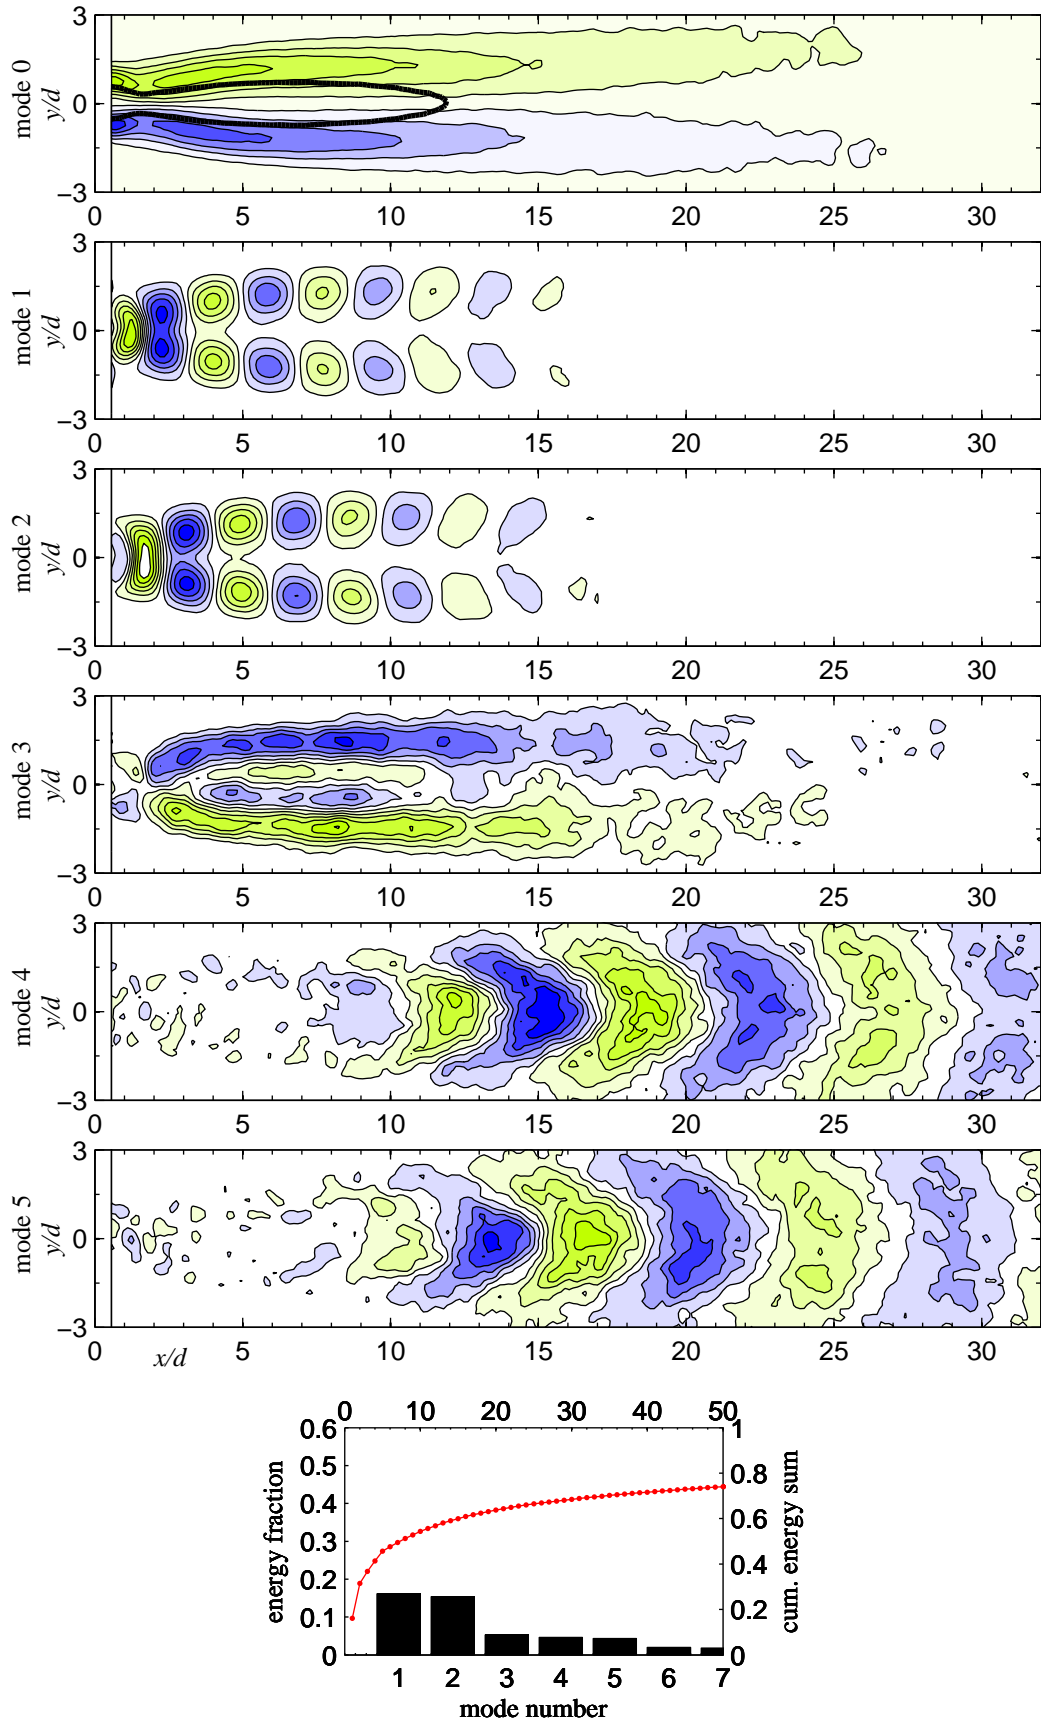 3
0
−3
mode 0
y/d
0 5 10 15 20 25 30
3
0
−3
mode 1
y/d
0 5 10 15 20 25 30
3
0
−3
mode 2
y/d
0 5 10 15 20 25 30
3
0
−3
mode 3
y/d
0 5 10 15 20 25 30
3
0
−3
mode 4
y/d
0 5 10 15 20 25 30
3
0
−3
mode 5
y/d
0 5 10 15 20 25 30
x/d
0 10 20 30 40 50
0.6 1
0.5
0.8
0.4
0.6
0.3
0.4
0.2
0.2
0.1
0 0
energy fraction
cum. energy sum
1 2 3 4 5 6 7
mode number